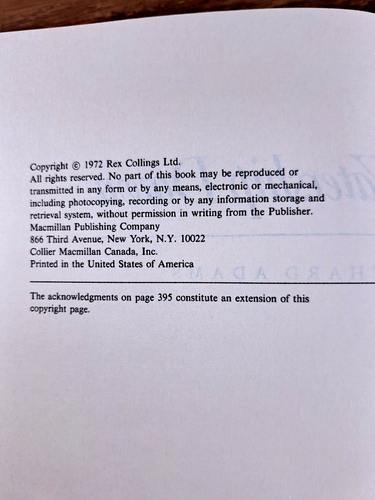 Copyright © 1972 Rex Collings Ltd.
All rights reserved. No part of this book may be reproduced or
transmitted in any form or by any means, electronic or mechanical,
including photocopying, recording or by any information storage and
retrieval system, without permission in writing from the Publisher.
Macmillan Publishing Company
866 Third Avenue, New York, N.Y. 10022
Collier Macmillan Canada, Inc.
Printed in the United States of America
The acknowledgments on page 395 constitute an extension of this
copyright page.